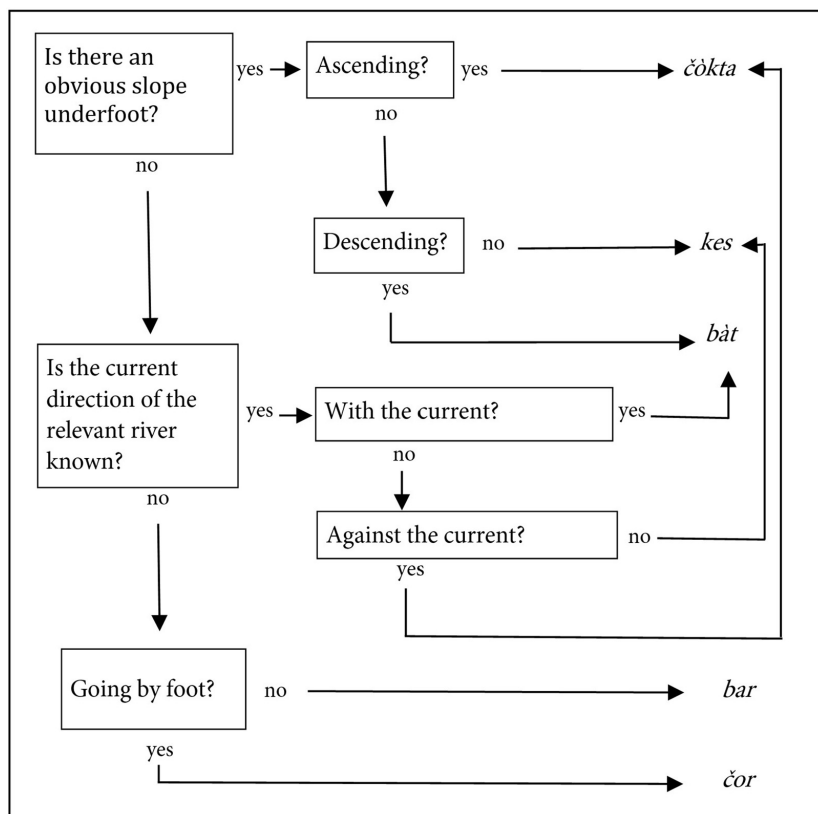 Is there an
obvious slope
underfoot?
yes
Ascending?
yes
čòkta
no
no
Descending?
no
kes
yes
bàt
Is the current
direction of the
relevant river
known?
yes
With the current?
yes
no
no
Against the current?
no
yes
Going by foot?
no
bar
yes
čor